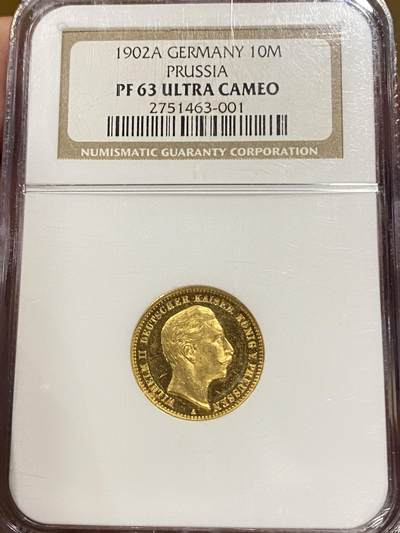 1902A GERMANY 10M
PRUSSIA
PF 63 ULTRA CAMEO
2751463-001
NUMISMATIC GUARANTY CORPORATION
WILHELM II DEUTSCHER KAISER KÖNIG V. PREUSSEN
A